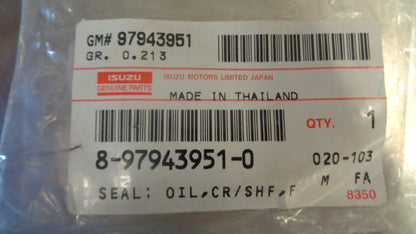 GM# 97943951
GR. 0.213
ISUZU
GENUINE PARTS
ISUZU MOTORS LIMITED JAPAN
MADE IN THAILAND
QTY. 1
8-97943951-0
020-103
M FA
SEAL: OIL,CR/SHF,F
8350